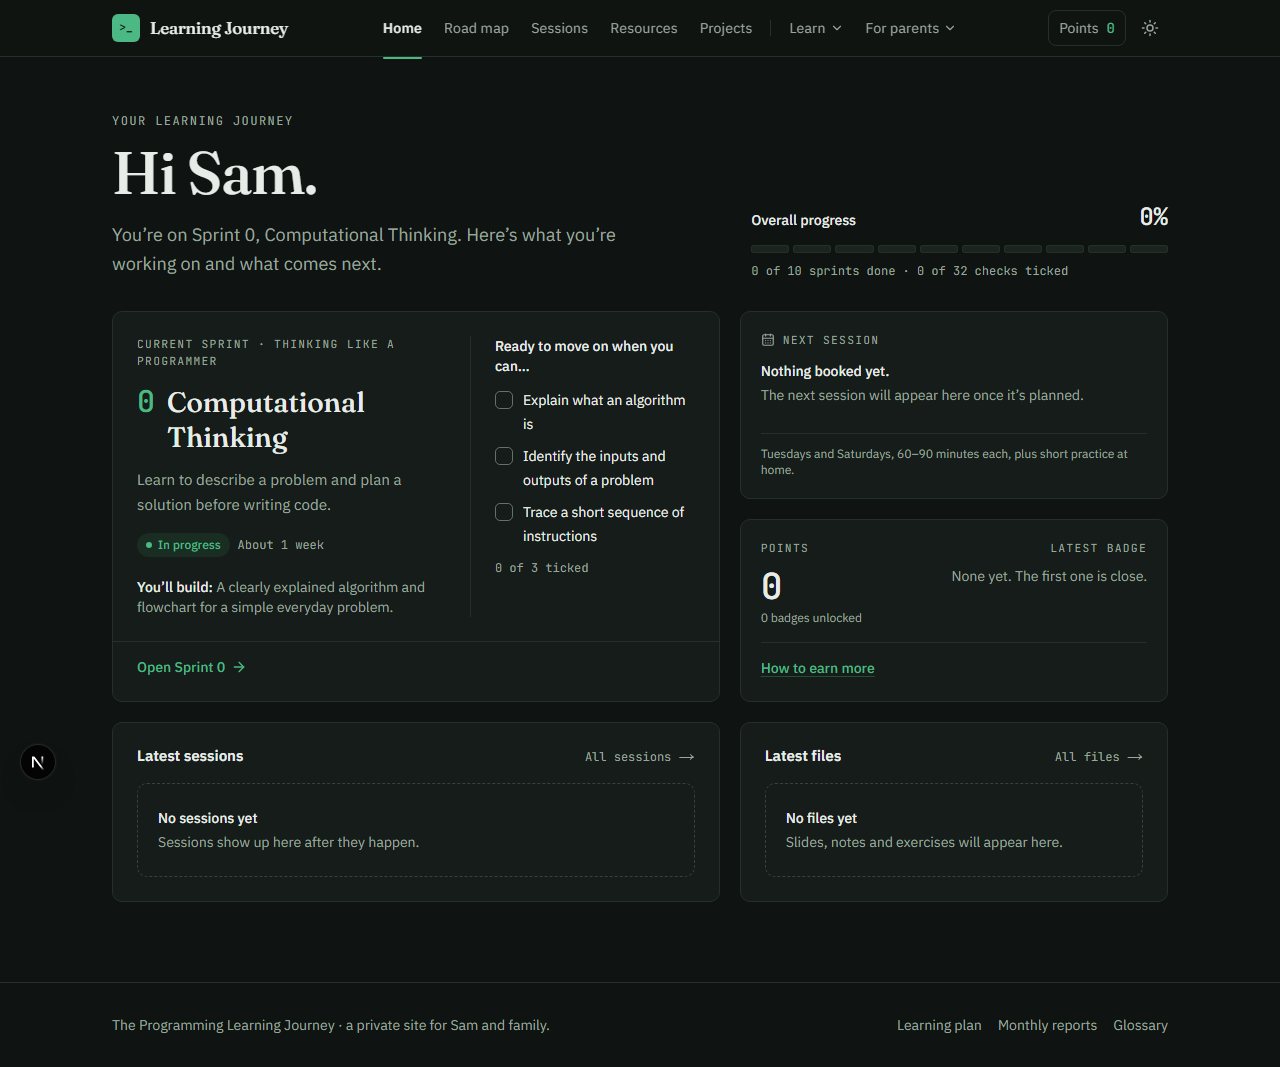 >_ Learning Journey
Home Road map Sessions Resources Projects Learn For parents
Points 0
YOUR LEARNING JOURNEY
Hi Sam.
You’re on Sprint 0, Computational Thinking. Here’s what you’re
working on and what comes next.
Overall progress 0%
0 of 10 sprints done · 0 of 32 checks ticked
CURRENT SPRINT · THINKING LIKE A
PROGRAMMER
0 Computational
Thinking
Learn to describe a problem and plan a
solution before writing code.
In progress About 1 week
You’ll build: A clearly explained algorithm and
flowchart for a simple everyday problem.
Ready to move on when you
can…
Explain what an algorithm
is
Identify the inputs and
outputs of a problem
Trace a short sequence of
instructions
0 of 3 ticked
Open Sprint 0 →
NEXT SESSION
Nothing booked yet.
The next session will appear here once it’s planned.
Tuesdays and Saturdays, 60–90 minutes each, plus short practice at
home.
POINTS
0
0 badges unlocked
LATEST BADGE
None yet. The first one is close.
How to earn more
Latest sessions All sessions →
No sessions yet
Sessions show up here after they happen.
Latest files All files →
No files yet
Slides, notes and exercises will appear here.
N
The Programming Learning Journey · a private site for Sam and family.
Learning plan Monthly reports Glossary